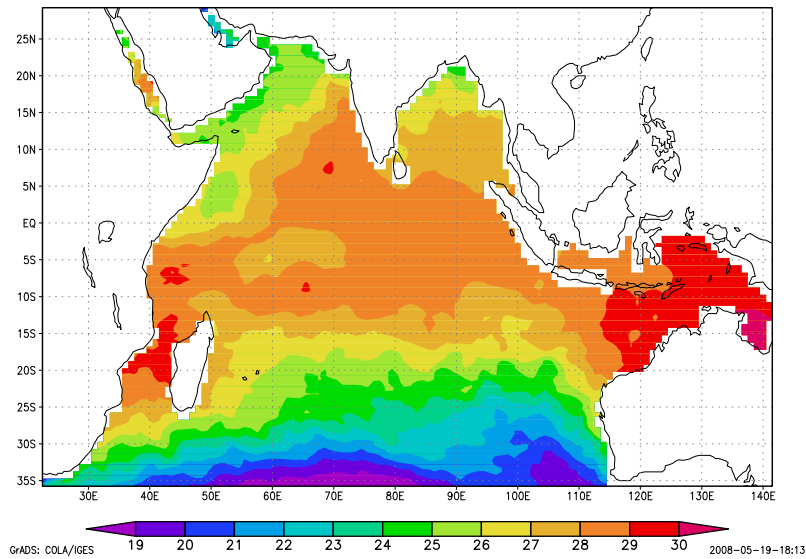 25N
20N
15N
10N
5N
EQ
5S
10S
15S
20S
25S
30S
35S
30E 40E 50E 60E 70E 80E 90E 100E 110E 120E 130E 140E
19 20 21 22 23 24 25 26 27 28 29 30
GrADS: COLA/IGES 2008-05-19-18:13